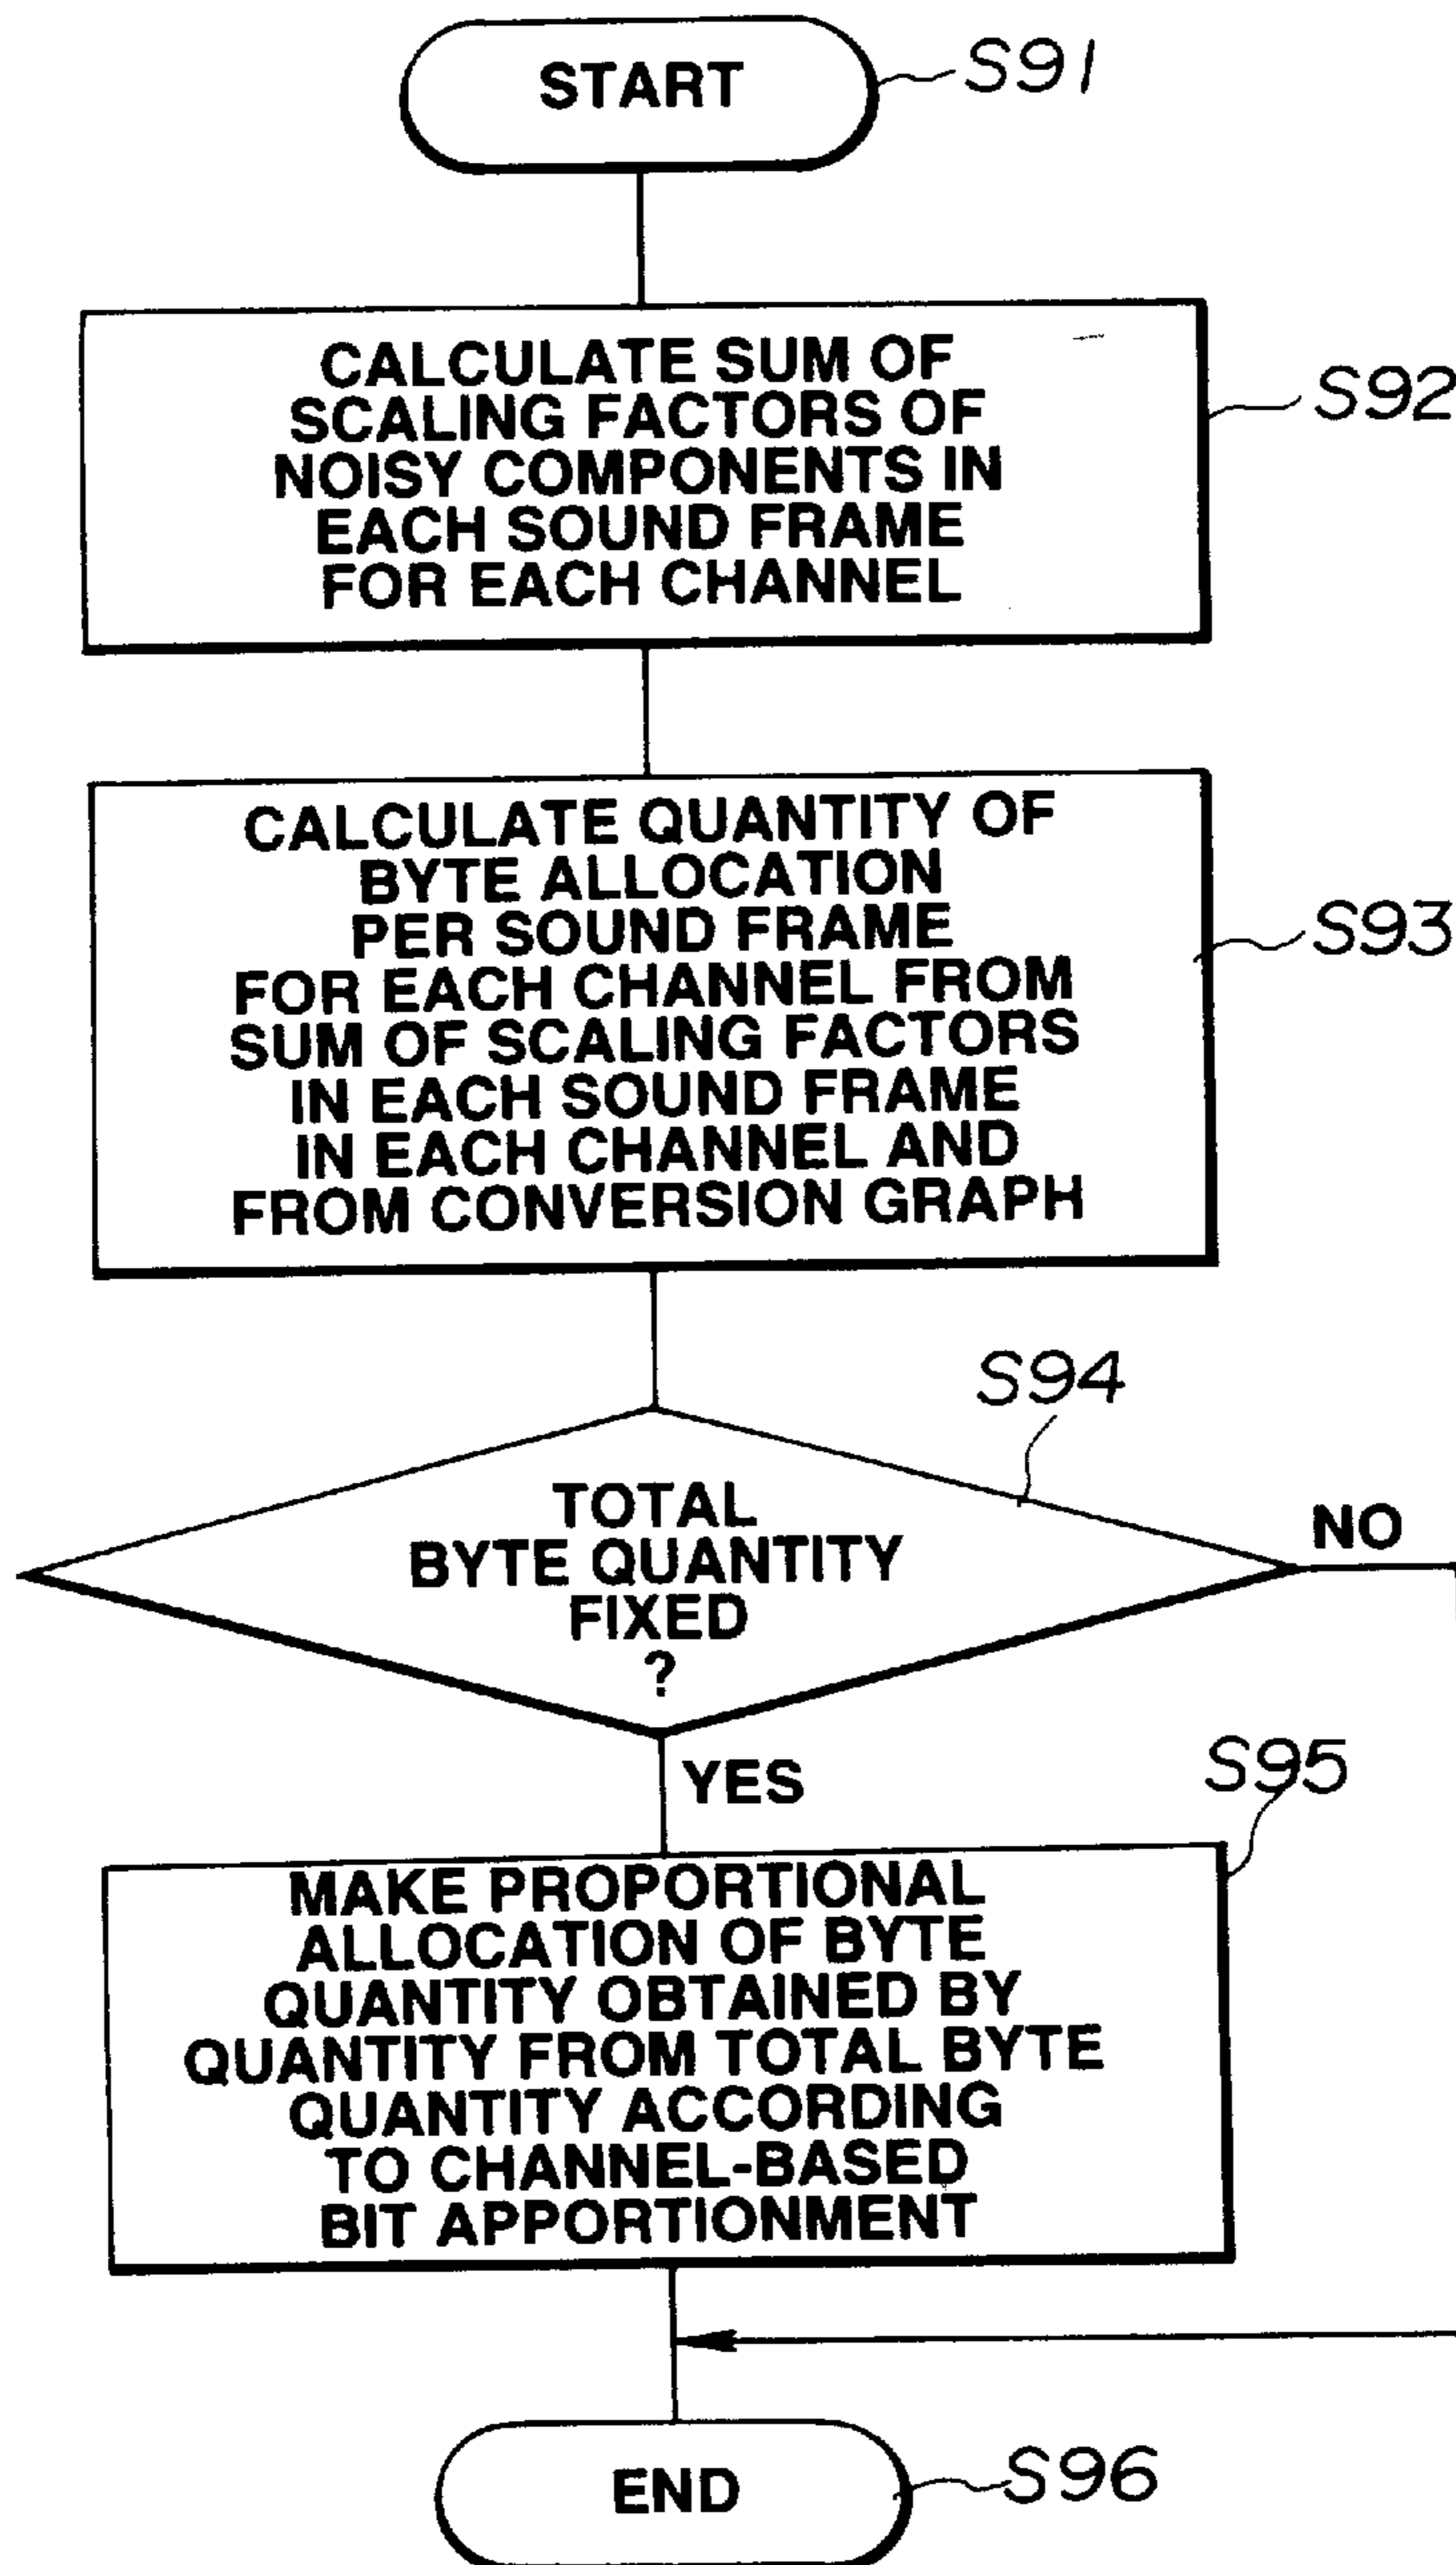 START
S91
CALCULATE SUM OF
SCALING FACTORS OF
NOISY COMPONENTS IN
EACH SOUND FRAME
FOR EACH CHANNEL
S92
CALCULATE QUANTITY OF
BYTE ALLOCATION
PER SOUND FRAME
FOR EACH CHANNEL FROM
SUM OF SCALING FACTORS
IN EACH SOUND FRAME
IN EACH CHANNEL AND
FROM CONVERSION GRAPH
S93
S94
TOTAL
BYTE QUANTITY
FIXED
?
NO
YES
S95
MAKE PROPORTIONAL
ALLOCATION OF BYTE
QUANTITY OBTAINED BY
QUANTITY FROM TOTAL BYTE
QUANTITY ACCORDING
TO CHANNEL-BASED
BIT APPORTIONMENT
END
S96